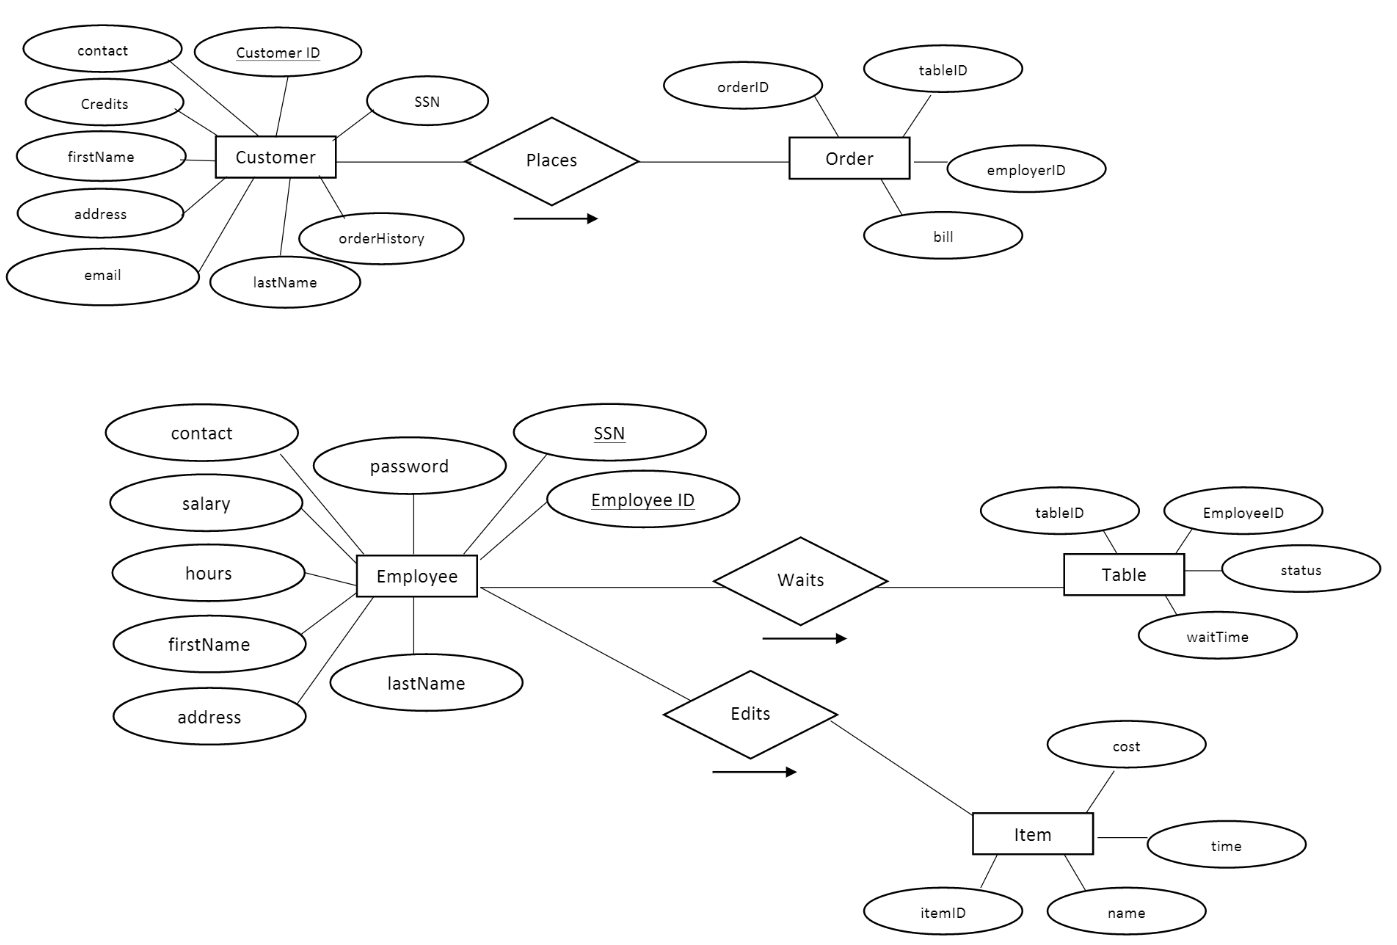 contact
Customer ID
Credits
SSN
firstName
Customer
address
orderHistory
email
lastName
Places
orderID
tableID
Order
employerID
bill
contact
password
SSN
salary
Employee ID
hours
Employee
firstName
lastName
address
Waits
tableID
EmployeeID
Table
status
waitTime
Edits
cost
Item
time
itemID
name